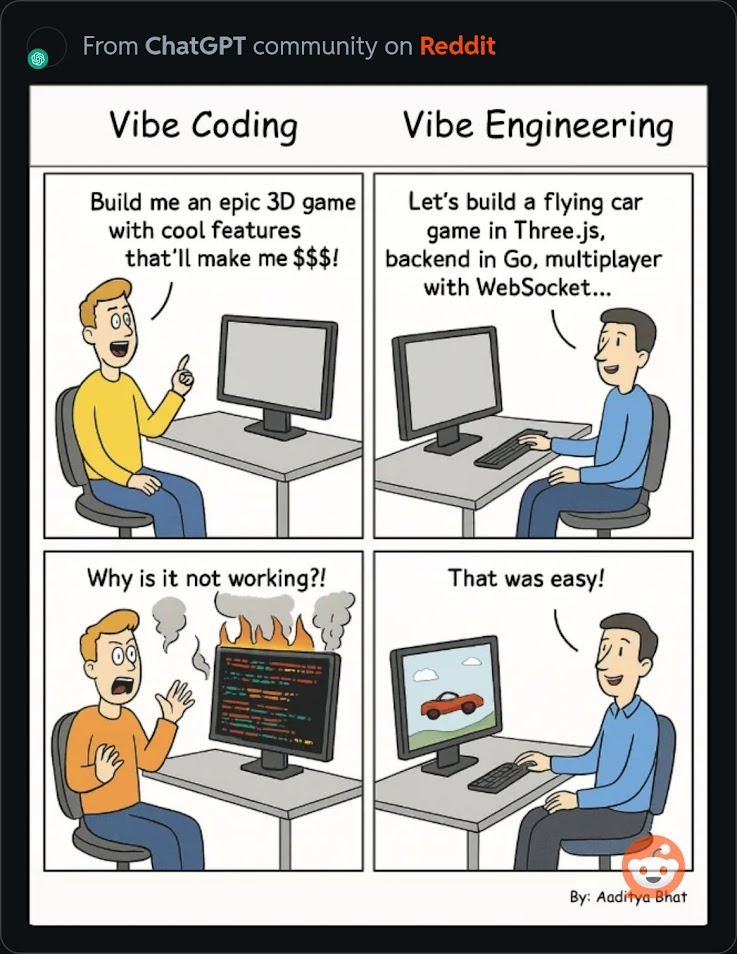 From ChatGPT community on Reddit
Vibe Coding
Vibe Engineering
Build me an epic 3D game
with cool features
that'll make me $$$!
Let's build a flying car
game in Three.js,
backend in Go, multiplayer
with WebSocket...
Why is it not working?!
That was easy!
By: Aaditya Bhat